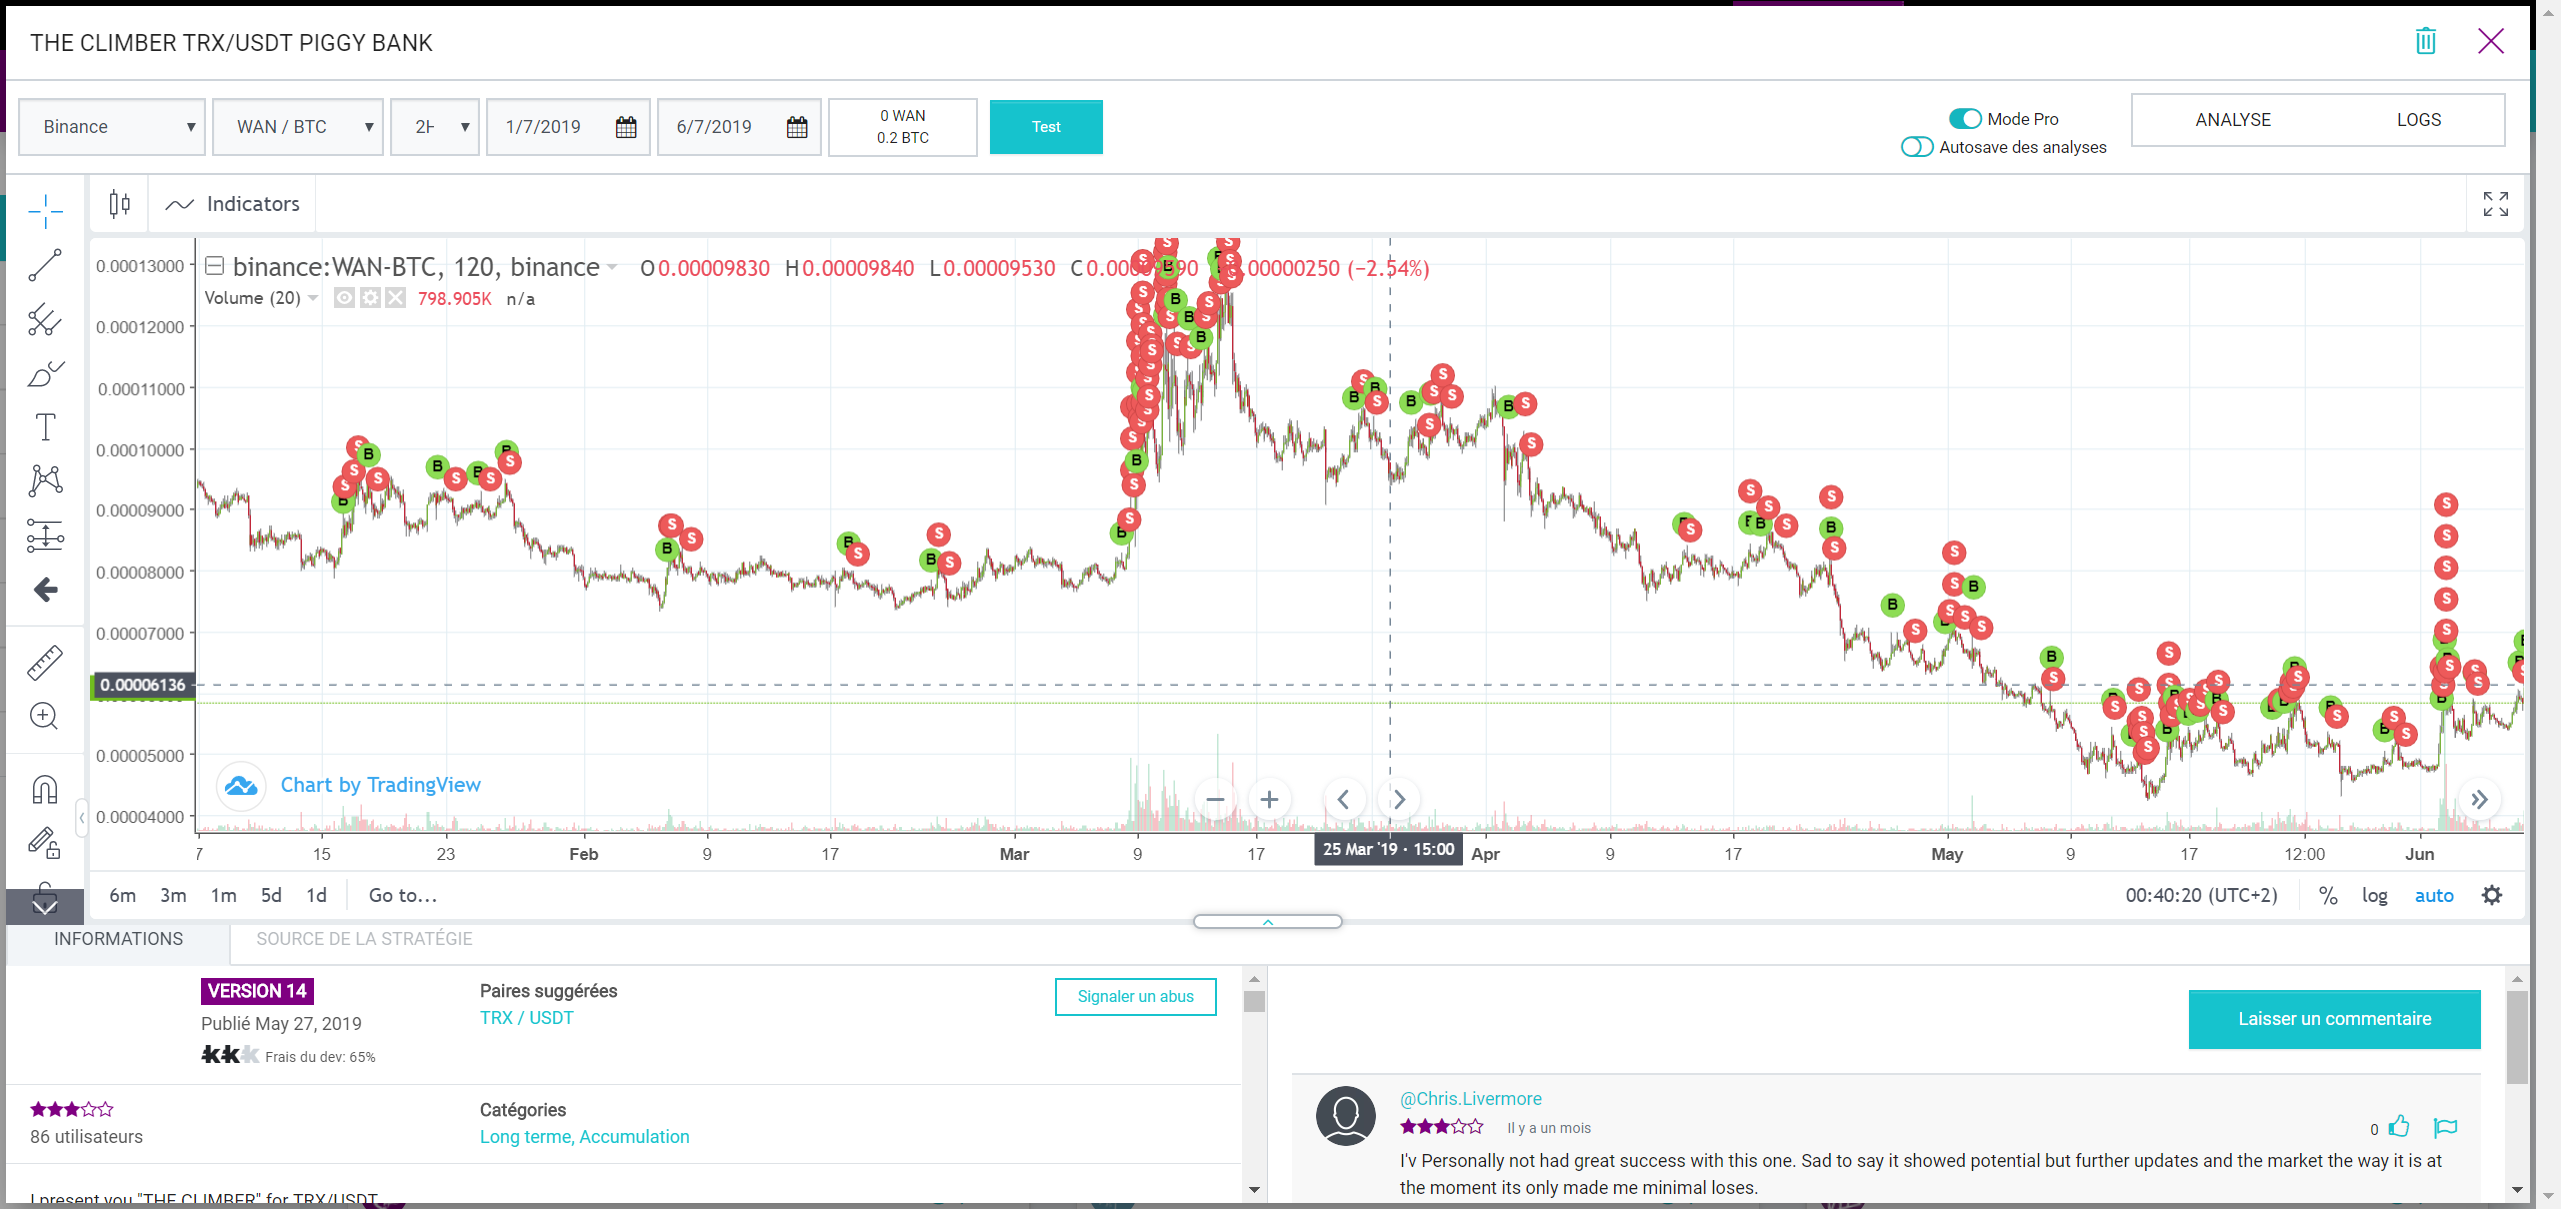 THE CLIMBER TRX/USDT PIGGY BANK
Binance
WAN / BTC
2H
1/7/2019
6/7/2019
0 WAN
0.2 BTC
Test
Mode Pro
Autosave des analyses
ANALYSE
LOGS
Indicators
binance:WAN-BTC, 120, binance
O0.00009830 H0.00009840 L0.00009530
(−2.54%)
Volume (20) 798.905K n/a
0.00013000
0.00012000
0.00011000
0.00010000
0.00009000
0.00008000
0.00007000
0.00006136
0.00005000
0.00004000
Chart by TradingView
7 15 23 Feb 9 17 Mar 9 17 25 Mar '19 · 15:00 Apr 9 17 May 9 17 12:00 Jun
6m 3m 1m 5d 1d Go to...
00:40:20 (UTC+2) % log auto
INFORMATIONS
SOURCE DE LA STRATÉGIE
VERSION 14
Publié May 27, 2019
Frais du dev: 65%
Paires suggérées
TRX / USDT
Signaler un abus
86 utilisateurs
Catégories
Long terme, Accumulation
I present you "THE CLIMBER" for TRX/USDT
Laisser un commentaire
@Chris.Livermore
Il y a un mois
0
I'v Personally not had great success with this one. Sad to say it showed potential but further updates and the market the way it is at
the moment its only made me minimal loses.